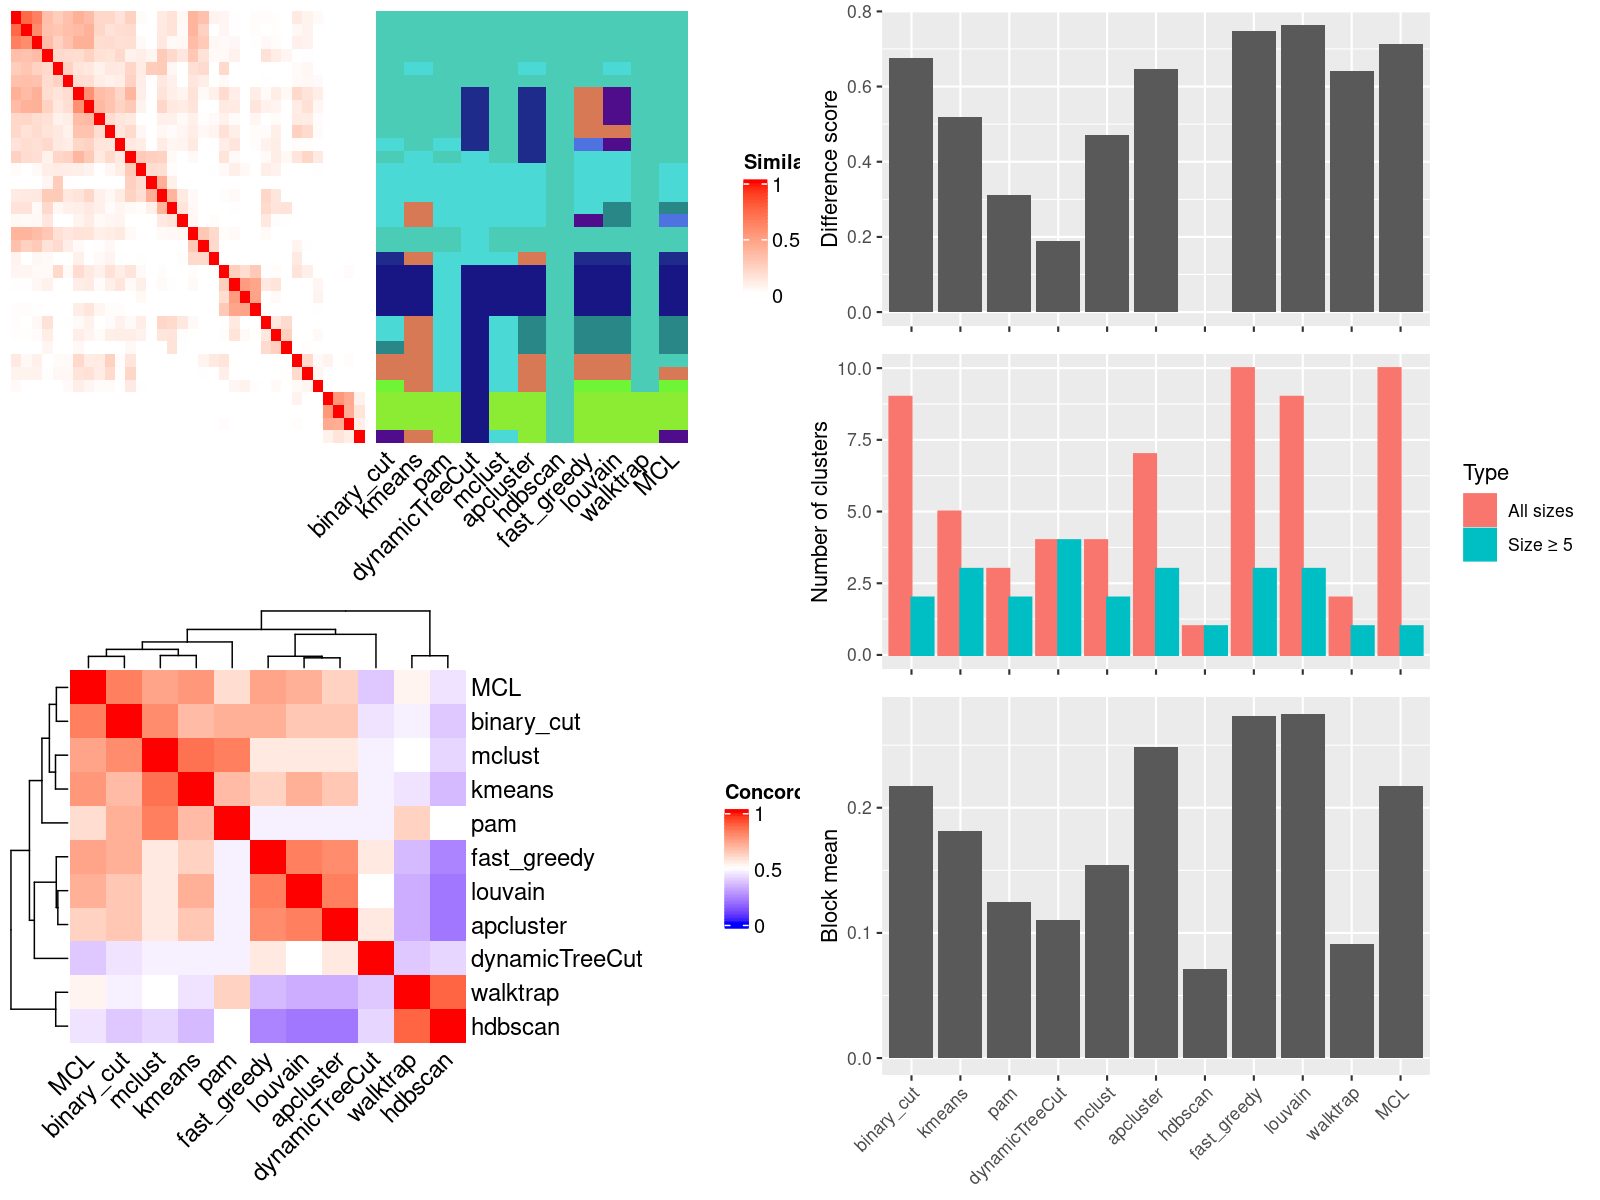 Simila
1
0.5
0
binary_cut
kmeans
pam
dynamicTreeCut
mclust
apcluster
hdbscan
fast_greedy
louvain
walktrap
MCL
MCL
binary_cut
mclust
kmeans
pam
fast_greedy
louvain
apcluster
dynamicTreeCut
walktrap
hdbscan
MCL
binary_cut
mclust
kmeans
pam
fast_greedy
louvain
apcluster
dynamicTreeCut
walktrap
hdbscan
Concord
1
0.5
0
Difference score
0.8
0.6
0.4
0.2
0.0
Number of clusters
10.0
7.5
5.0
2.5
0.0
Type
All sizes
Size ≥ 5
Block mean
0.2
0.1
0.0
binary_cut
kmeans
pam
dynamicTreeCut
mclust
apcluster
hdbscan
fast_greedy
louvain
walktrap
MCL